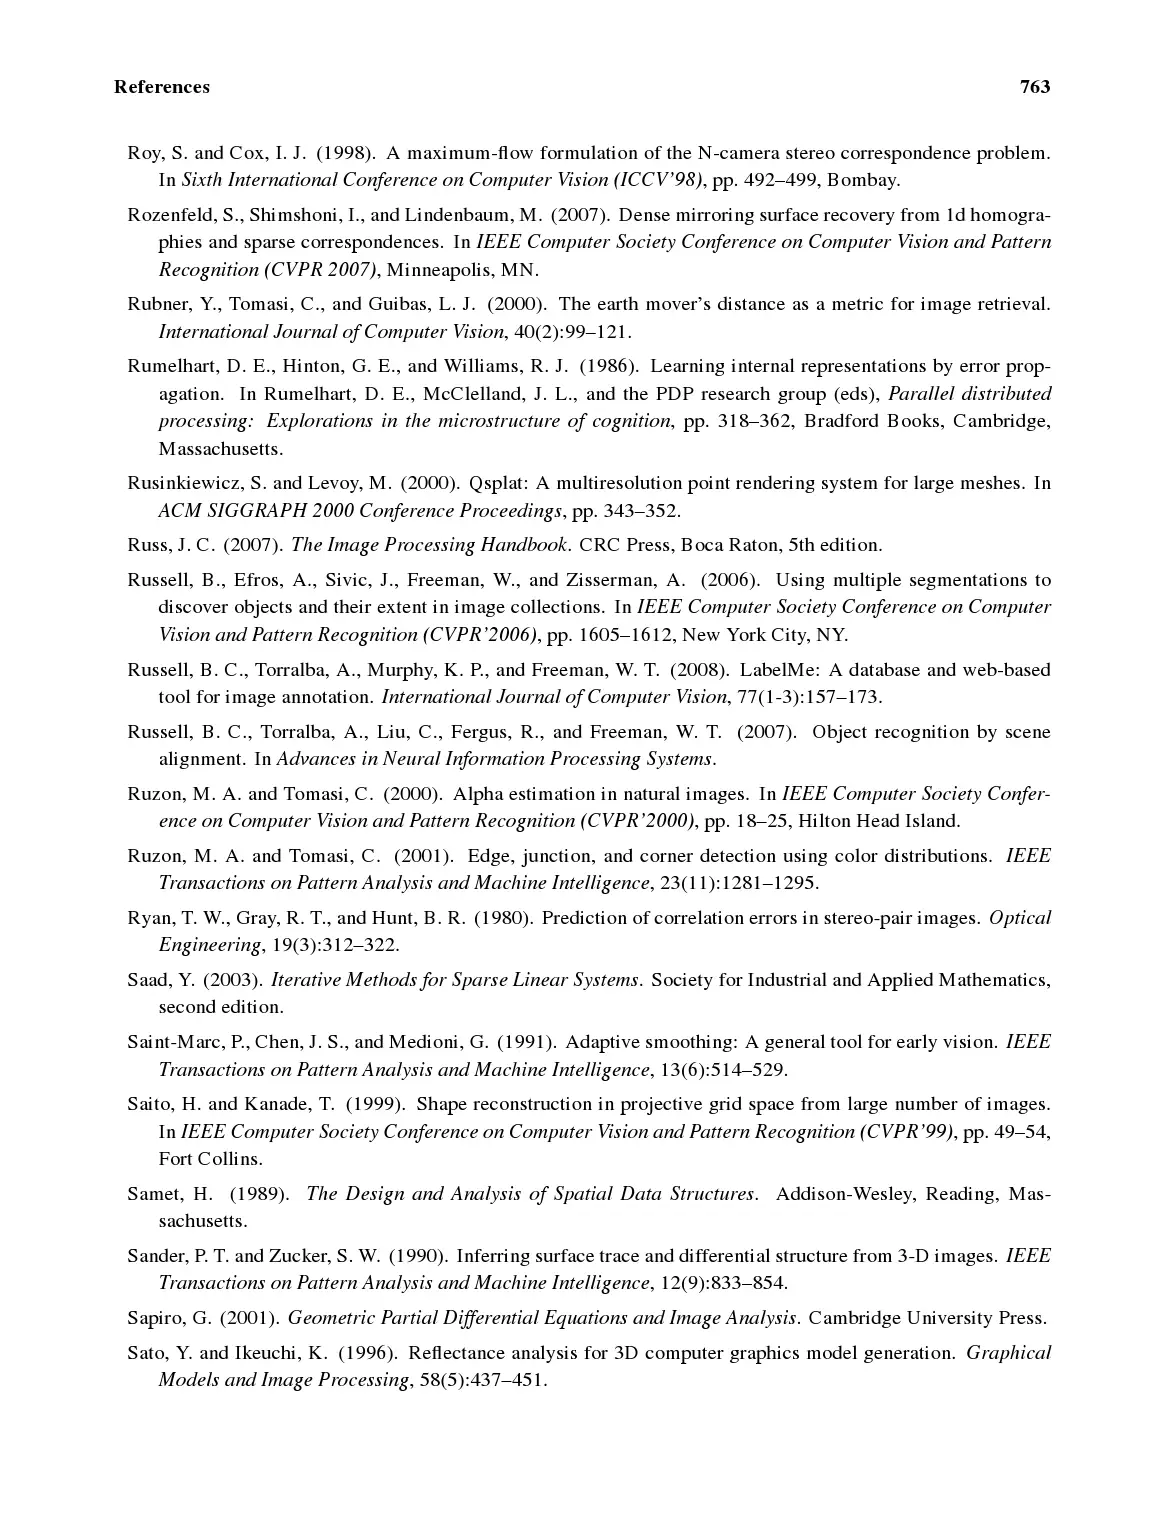 References 763
Roy, S. and Cox, I. J. (1998). A maximum-flow formulation of the N-camera stereo correspondence problem.
In Sixth International Conference on Computer Vision (ICCV’98), pp. 492–499, Bombay.
Rozenfeld, S., Shimshoni, I., and Lindenbaum, M. (2007). Dense mirroring surface recovery from 1d homogra-
phies and sparse correspondences. In IEEE Computer Society Conference on Computer Vision and Pattern
Recognition (CVPR 2007), Minneapolis, MN.
Rubner, Y., Tomasi, C., and Guibas, L. J. (2000). The earth mover’s distance as a metric for image retrieval.
International Journal of Computer Vision, 40(2):99–121.
Rumelhart, D. E., Hinton, G. E., and Williams, R. J. (1986). Learning internal representations by error prop-
agation. In Rumelhart, D. E., McClelland, J. L., and the PDP research group (eds), Parallel distributed
processing: Explorations in the microstructure of cognition, pp. 318–362, Bradford Books, Cambridge,
Massachusetts.
Rusinkiewicz, S. and Levoy, M. (2000). Qsplat: A multiresolution point rendering system for large meshes. In
ACM SIGGRAPH 2000 Conference Proceedings, pp. 343–352.
Russ, J. C. (2007). The Image Processing Handbook. CRC Press, Boca Raton, 5th edition.
Russell, B., Efros, A., Sivic, J., Freeman, W., and Zisserman, A. (2006). Using multiple segmentations to
discover objects and their extent in image collections. In IEEE Computer Society Conference on Computer
Vision and Pattern Recognition (CVPR’2006), pp. 1605–1612, New York City, NY.
Russell, B. C., Torralba, A., Murphy, K. P., and Freeman, W. T. (2008). LabelMe: A database and web-based
tool for image annotation. International Journal of Computer Vision, 77(1-3):157–173.
Russell, B. C., Torralba, A., Liu, C., Fergus, R., and Freeman, W. T. (2007). Object recognition by scene
alignment. In Advances in Neural Information Processing Systems.
Ruzon, M. A. and Tomasi, C. (2000). Alpha estimation in natural images. In IEEE Computer Society Confer-
ence on Computer Vision and Pattern Recognition (CVPR’2000), pp. 18–25, Hilton Head Island.
Ruzon, M. A. and Tomasi, C. (2001). Edge, junction, and corner detection using color distributions. IEEE
Transactions on Pattern Analysis and Machine Intelligence, 23(11):1281–1295.
Ryan, T. W., Gray, R. T., and Hunt, B. R. (1980). Prediction of correlation errors in stereo-pair images. Optical
Engineering, 19(3):312–322.
Saad, Y. (2003). Iterative Methods for Sparse Linear Systems. Society for Industrial and Applied Mathematics,
second edition.
Saint-Marc, P., Chen, J. S., and Medioni, G. (1991). Adaptive smoothing: A general tool for early vision. IEEE
Transactions on Pattern Analysis and Machine Intelligence, 13(6):514–529.
Saito, H. and Kanade, T. (1999). Shape reconstruction in projective grid space from large number of images.
In IEEE Computer Society Conference on Computer Vision and Pattern Recognition (CVPR’99), pp. 49–54,
Fort Collins.
Samet, H. (1989). The Design and Analysis of Spatial Data Structures. Addison-Wesley, Reading, Mas-
sachusetts.
Sander, P. T. and Zucker, S. W. (1990). Inferring surface trace and differential structure from 3-D images. IEEE
Transactions on Pattern Analysis and Machine Intelligence, 12(9):833–854.
Sapiro, G. (2001). Geometric Partial Differential Equations and Image Analysis. Cambridge University Press.
Sato, Y. and Ikeuchi, K. (1996). Reflectance analysis for 3D computer graphics model generation. Graphical
Models and Image Processing, 58(5):437–451.